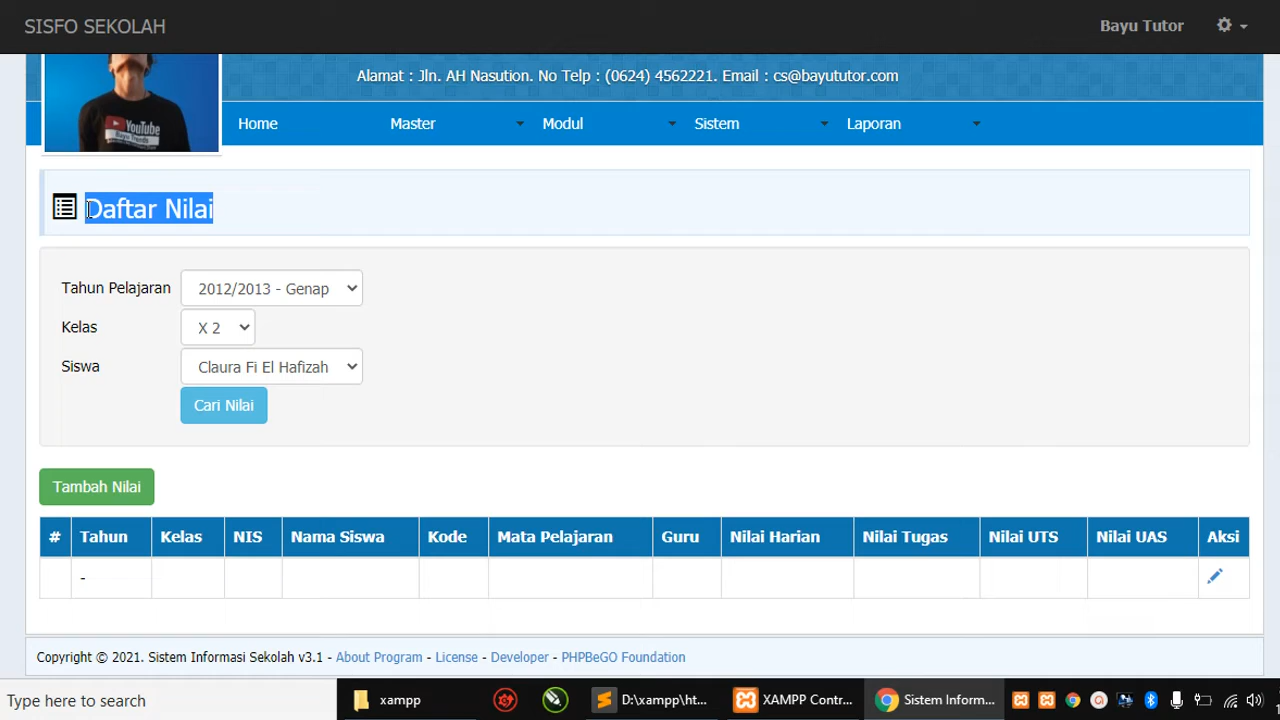 SISFO SEKOLAH
Bayu Tutor
Alamat : Jln. AH Nasution. No Telp : (0624) 4562221. Email : cs@bayututor.com
YouTube
Home Master Modul Sistem Laporan
Daftar Nilai
Tahun Pelajaran 2012/2013 - Genap
Kelas X 2
Siswa Claura Fi El Hafizah
Cari Nilai
Tambah Nilai
# Tahun Kelas NIS Nama Siswa Kode Mata Pelajaran Guru Nilai Harian Nilai Tugas Nilai UTS Nilai UAS Aksi
-
Copyright © 2021. Sistem Informasi Sekolah v3.1 - About Program - License - Developer - PHPBeGO Foundation
Type here to search xampp D:\xampp\ht... XAMPP Contr... Sistem Inform...